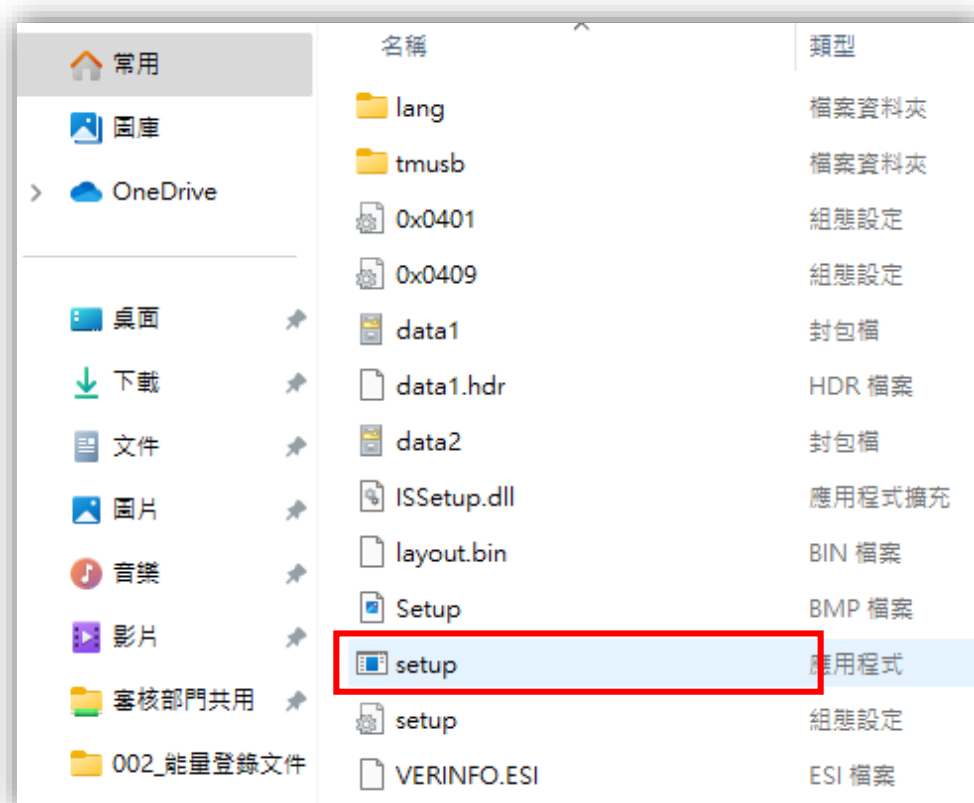 常用
圖庫
OneDrive
桌面
下載
文件
圖片
音樂
影片
審核部門共用
002_能量登錄文件
名稱 類型
lang 檔案資料夾
tmusb 檔案資料夾
0x0401 組態設定
0x0409 組態設定
data1 封包檔
data1.hdr HDR 檔案
data2 封包檔
ISSetup.dll 應用程式擴充
layout.bin BIN 檔案
Setup BMP 檔案
setup 應用程式
setup 組態設定
VERINFO.ESI ESI 檔案